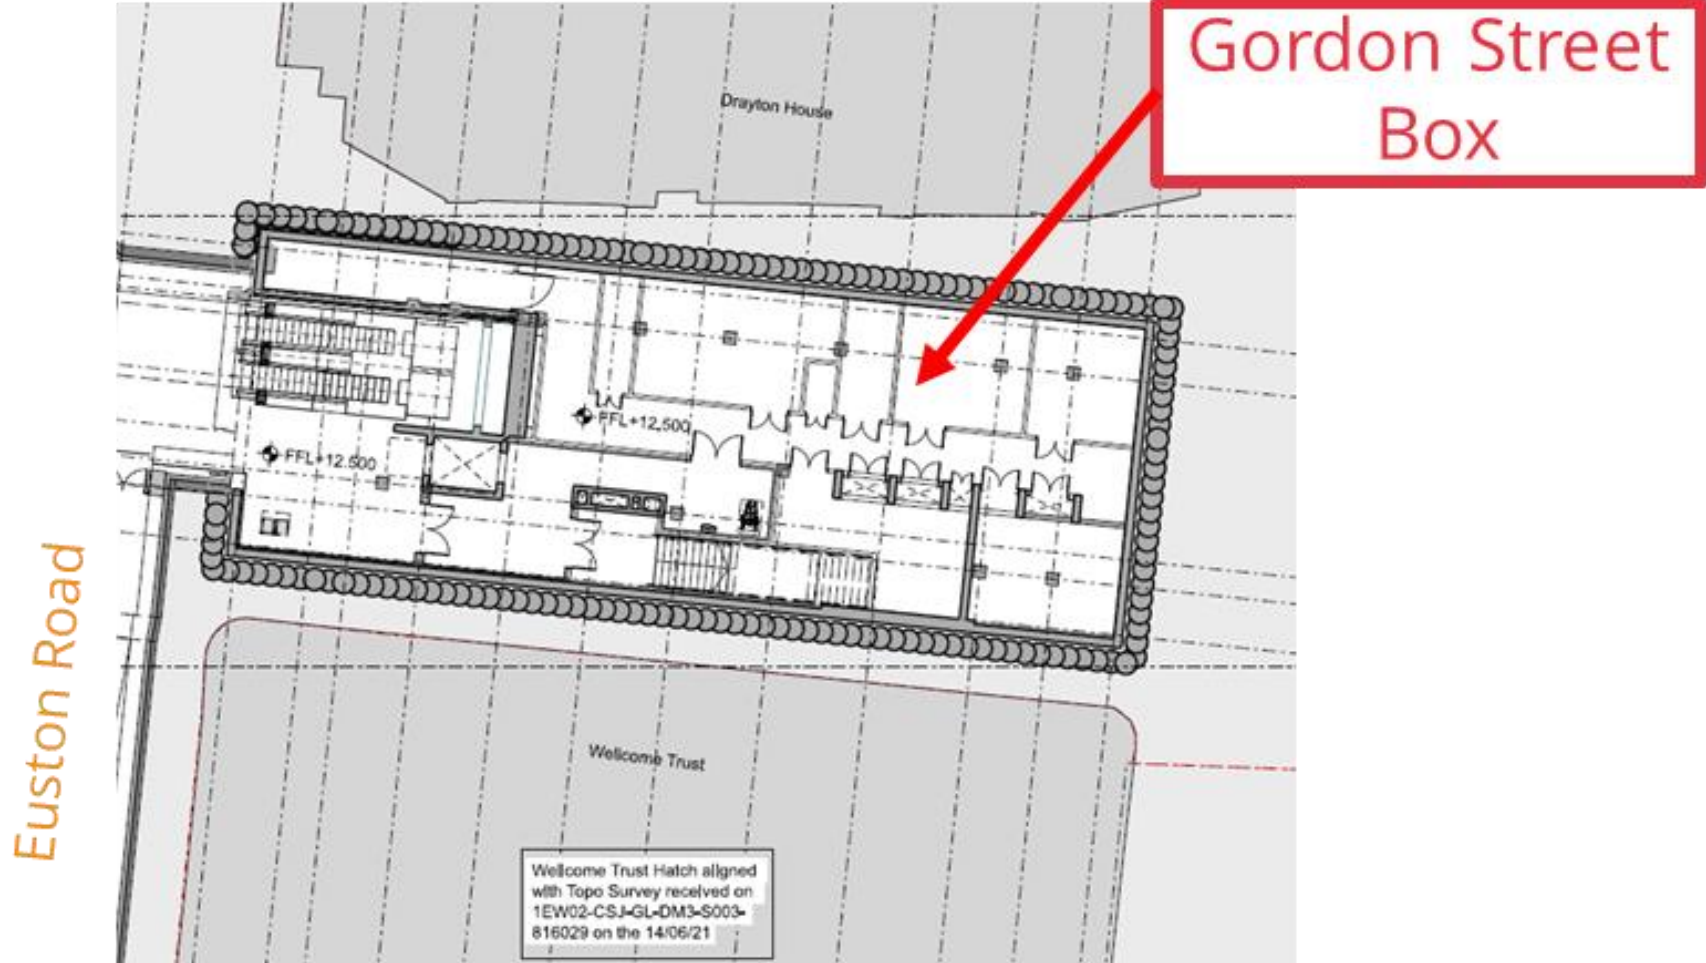 Gordon Street
Box
Drayton House
FFL+12,500
FFL+12.500
Euston Road
Wellcome Trust
Wellcome Trust Hatch aligned
with Topo Survey received on
1EW02-CSJ-GL-DM3-S003-
816029 on the 14/06/21